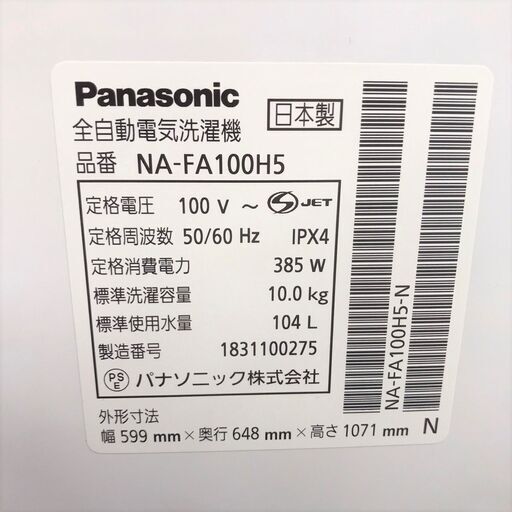 Panasonic
日本製
全自動電気洗濯機
品番 NA-FA100H5
定格電圧 100 V ～ S JET
定格周波数 50/60 Hz IPX4
定格消費電力 385 W
標準洗濯容量 10.0 kg
標準使用水量 104 L
製造番号 1831100275
PSE パナソニック株式会社
外形寸法
幅 599 mm × 奥行 648 mm × 高さ 1071 mm N
NA-FA100H5-N